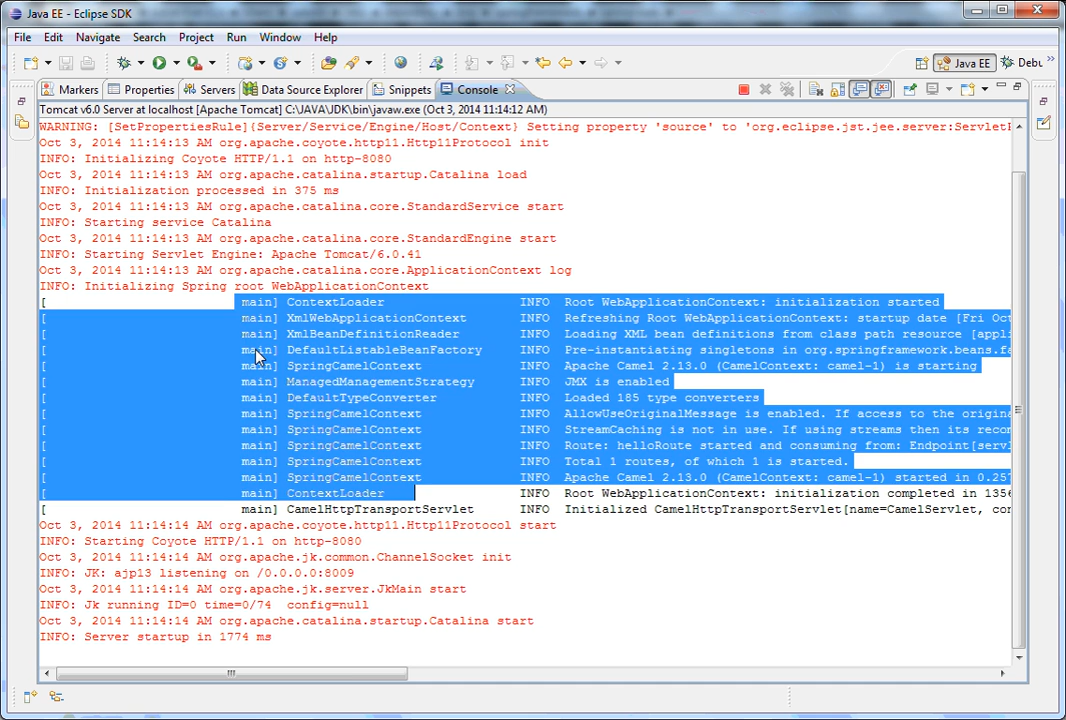 Java EE - Eclipse SDK
File Edit Navigate Search Project Run Window Help
Java EE Debu
Markers Properties Servers Data Source Explorer Snippets Console
Tomcat v6.0 Server at localhost [Apache Tomcat] C:\JAVA\JDK\bin\javaw.exe (Oct 3, 2014 11:14:12 AM)
WARNING: [SetPropertiesRule]{Server/Service/Engine/Host/Context} Setting property 'source' to 'org.eclipse.jst.jee.server:Servlet
Oct 3, 2014 11:14:13 AM org.apache.coyote.http11.Http11Protocol init
INFO: Initializing Coyote HTTP/1.1 on http-8080
Oct 3, 2014 11:14:13 AM org.apache.catalina.startup.Catalina load
INFO: Initialization processed in 375 ms
Oct 3, 2014 11:14:13 AM org.apache.catalina.core.StandardService start
INFO: Starting service Catalina
Oct 3, 2014 11:14:13 AM org.apache.catalina.core.StandardEngine start
INFO: Starting Servlet Engine: Apache Tomcat/6.0.41
Oct 3, 2014 11:14:13 AM org.apache.catalina.core.ApplicationContext log
INFO: Initializing Spring root WebApplicationContext
[ main] ContextLoader INFO Root WebApplicationContext: initialization started
[ main] XmlWebApplicationContext INFO Refreshing Root WebApplicationContext: startup date [Fri Oct
[ main] XmlBeanDefinitionReader INFO Loading XML bean definitions from class path resource [appl
[ main] DefaultListableBeanFactory INFO Pre-instantiating singletons in org.springframework.beans.fa
[ main] SpringCamelContext INFO Apache Camel 2.13.0 (CamelContext: camel-1) is starting
[ main] ManagedManagementStrategy INFO JMX is enabled
[ main] DefaultTypeConverter INFO Loaded 185 type converters
[ main] SpringCamelContext INFO AllowUseOriginalMessage is enabled. If access to the origina
[ main] SpringCamelContext INFO StreamCaching is not in use. If using streams then its recom
[ main] SpringCamelContext INFO Route: helloRoute started and consuming from: Endpoint[serv
[ main] SpringCamelContext INFO Total 1 routes, of which 1 is started.
[ main] SpringCamelContext INFO Apache Camel 2.13.0 (CamelContext: camel-1) started in 0.257
[ main] ContextLoader INFO Root WebApplicationContext: initialization completed in 1356
[ main] CamelHttpTransportServlet INFO Initialized CamelHttpTransportServlet[name=CamelServlet, con
Oct 3, 2014 11:14:14 AM org.apache.coyote.http11.Http11Protocol start
INFO: Starting Coyote HTTP/1.1 on http-8080
Oct 3, 2014 11:14:14 AM org.apache.jk.common.ChannelSocket init
INFO: JK: ajp13 listening on /0.0.0.0:8009
Oct 3, 2014 11:14:14 AM org.apache.jk.server.JkMain start
INFO: Jk running ID=0 time=0/74 config=null
Oct 3, 2014 11:14:14 AM org.apache.catalina.startup.Catalina start
INFO: Server startup in 1774 ms